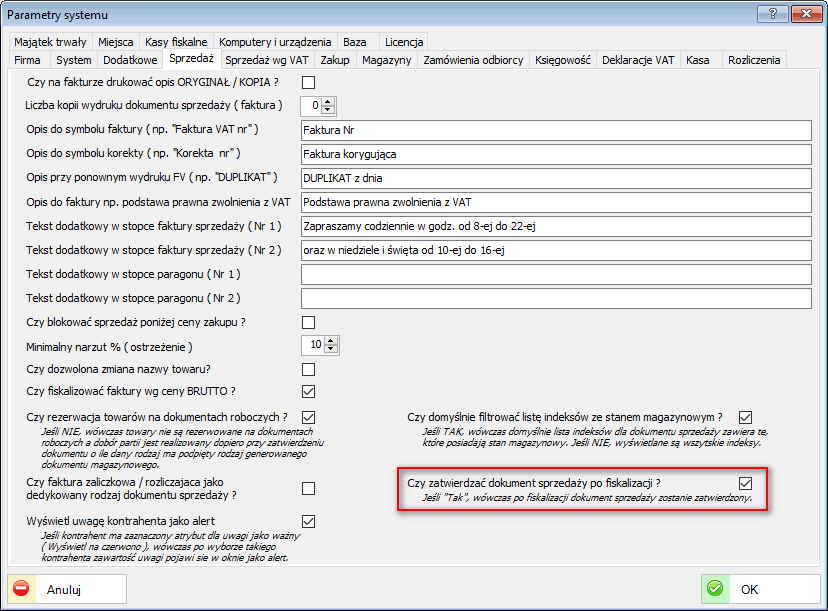 Parametry systemu
?
Majątek trwały Miejsca Kasy fiskalne Komputery i urządzenia Baza Licencja
Firma System Dodatkowe Sprzedaż Sprzedaż wg VAT Zakup Magazyny Zamówienia odbiorcy Księgowość Deklaracje VAT Kasa Rozliczenia
Czy na fakturze drukować opis ORYGINAŁ / KOPIA ?
Liczba kopii wydruku dokumentu sprzedaży ( faktura ) 0
Opis do symbolu faktury ( np. "Faktura VAT nr" ) Faktura Nr
Opis do symbolu korekty ( np. "Korekta nr" ) Faktura korygująca
Opis przy ponownym wydruku FV ( np. "DUPLIKAT" ) DUPLIKAT z dnia
Opis do faktury np. podstawa prawna zwolnienia z VAT Podstawa prawna zwolnienia z VAT
Tekst dodatkowy w stopce faktury sprzedaży ( Nr 1 ) Zapraszamy codziennie w godz. od 8-ej do 22-ej
Tekst dodatkowy w stopce faktury sprzedaży ( Nr 2 ) oraz w niedziele i święta od 10-ej do 16-ej
Tekst dodatkowy w stopce paragonu ( Nr 1 )
Tekst dodatkowy w stopce paragonu ( Nr 2 )
Czy blokować sprzedaż poniżej ceny zakupu ?
Minimalny narzut % ( ostrzeżenie ) 10
Czy dozwolona zmiana nazwy towaru?
Czy fiskalizować faktury wg ceny BRUTTO ?
Czy rezerwacja towarów na dokumentach roboczych ?
Jeśli NIE, wówczas towary nie są rezerwowane na dokumentach
roboczych a dobór partii jest realizowany dopiero przy zatwierdzeniu
dokumentu o ile dany rodzaj ma podpięty rodzaj generowanego
dokumentu magazynowego.
Czy domyślnie filtrować listę indeksów ze stanem magazynowym ?
Jeśli TAK, wówczas domyślnie lista indeksów dla dokumentu sprzedaży zawiera te,
które posiadają stan magazynowy. Jeśli NIE, wyświetlane są wszytskie indeksy.
Czy faktura zaliczkowa / rozliczajaca jako
dedykowany rodzaj dokumentu sprzedaży ?
Czy zatwierdzać dokument sprzedaży po fiskalizacji ?
Jeśli "Tak", wówczas po fiskalizacji dokument sprzedaży zostanie zatwierdzony.
Wyświetl uwagę kontrahenta jako alert
Jeśli kontrahent ma zaznaczony atrybut dla uwagi jako ważny
( Wyświetl na czerwono ), wówczas po wyborze takiego
kontrahenta zawartość uwagi pojawi sie w oknie jako alert.
Anuluj OK